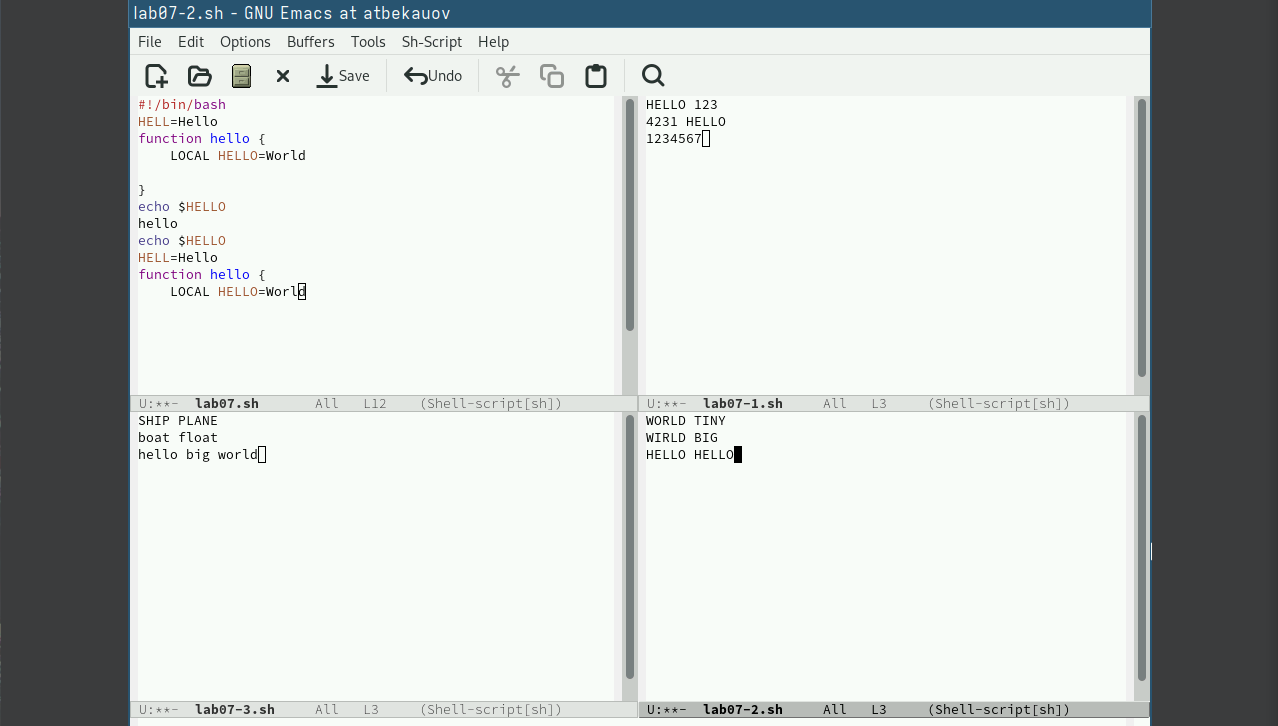 lab07-2.sh - GNU Emacs at atbekauov
File Edit Options Buffers Tools Sh-Script Help
Save Undo
#!/bin/bash
HELL=Hello
function hello {
    LOCAL HELLO=World
}
echo $HELLO
hello
echo $HELLO
HELL=Hello
function hello {
    LOCAL HELLO=World
U:**- lab07.sh All L12 (Shell-script[sh])
HELLO 123
4231 HELLO
1234567
U:**- lab07-1.sh All L3 (Shell-script[sh])
SHIP PLANE
boat float
hello big world
U:**- lab07-3.sh All L3 (Shell-script[sh])
WORLD TINY
WIRLD BIG
HELLO HELLO
U:**- lab07-2.sh All L3 (Shell-script[sh])